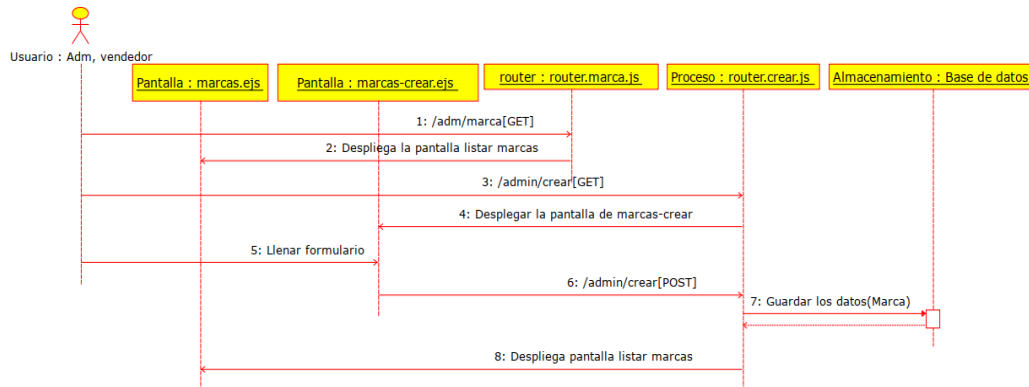 Usuario : Adm, vendedor
Pantalla : marcas.ejs
Pantalla : marcas-crear.ejs
router : router.marca.js
Proceso : router.crear.js
Almacenamiento : Base de datos
1: /adm/marca[GET]
2: Despliega la pantalla listar marcas
3: /admin/crear[GET]
4: Desplegar la pantalla de marcas-crear
5: Llenar formulario
6: /admin/crear[POST]
7: Guardar los datos(Marca)
8: Despliega pantalla listar marcas